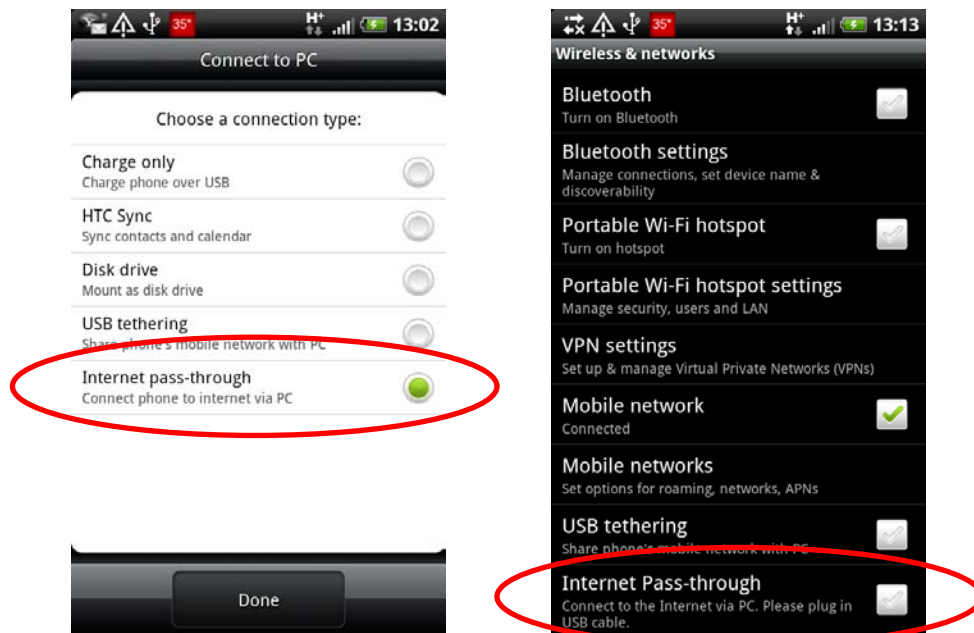 35° H+ 13:02
Connect to PC
Choose a connection type:
Charge only
Charge phone over USB
HTC Sync
Sync contacts and calendar
Disk drive
Mount as disk drive
USB tethering
Share phone's mobile network with PC
Internet pass-through
Connect phone to internet via PC
Done
35° H+ 13:13
Wireless & networks
Bluetooth
Turn on Bluetooth
Bluetooth settings
Manage connections, set device name &
discoverability
Portable Wi-Fi hotspot
Turn on hotspot
Portable Wi-Fi hotspot settings
Manage security, users and LAN
VPN settings
Set up & manage Virtual Private Networks (VPNs)
Mobile network
Connected
Mobile networks
Set options for roaming, networks, APNs
USB tethering
Share phone's mobile network with PC
Internet Pass-through
Connect to the Internet via PC. Please plug in
USB cable.